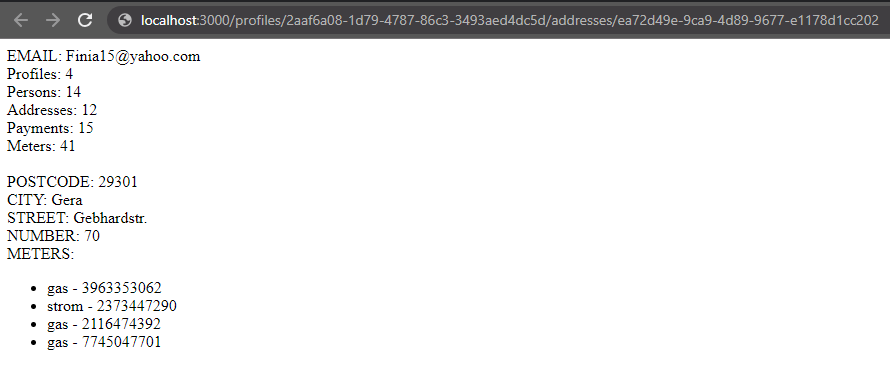 localhost:3000/profiles/2aaf6a08-1d79-4787-86c3-3493aed4dc5d/addresses/ea72d49e-9ca9-4d89-9677-e1178d1cc202
EMAIL: Finia15@yahoo.com
Profiles: 4
Persons: 14
Addresses: 12
Payments: 15
Meters: 41
POSTCODE: 29301
CITY: Gera
STREET: Gebhardstr.
NUMBER: 70
METERS:
• gas - 3963353062
• strom - 2373447290
• gas - 2116474392
• gas - 7745047701